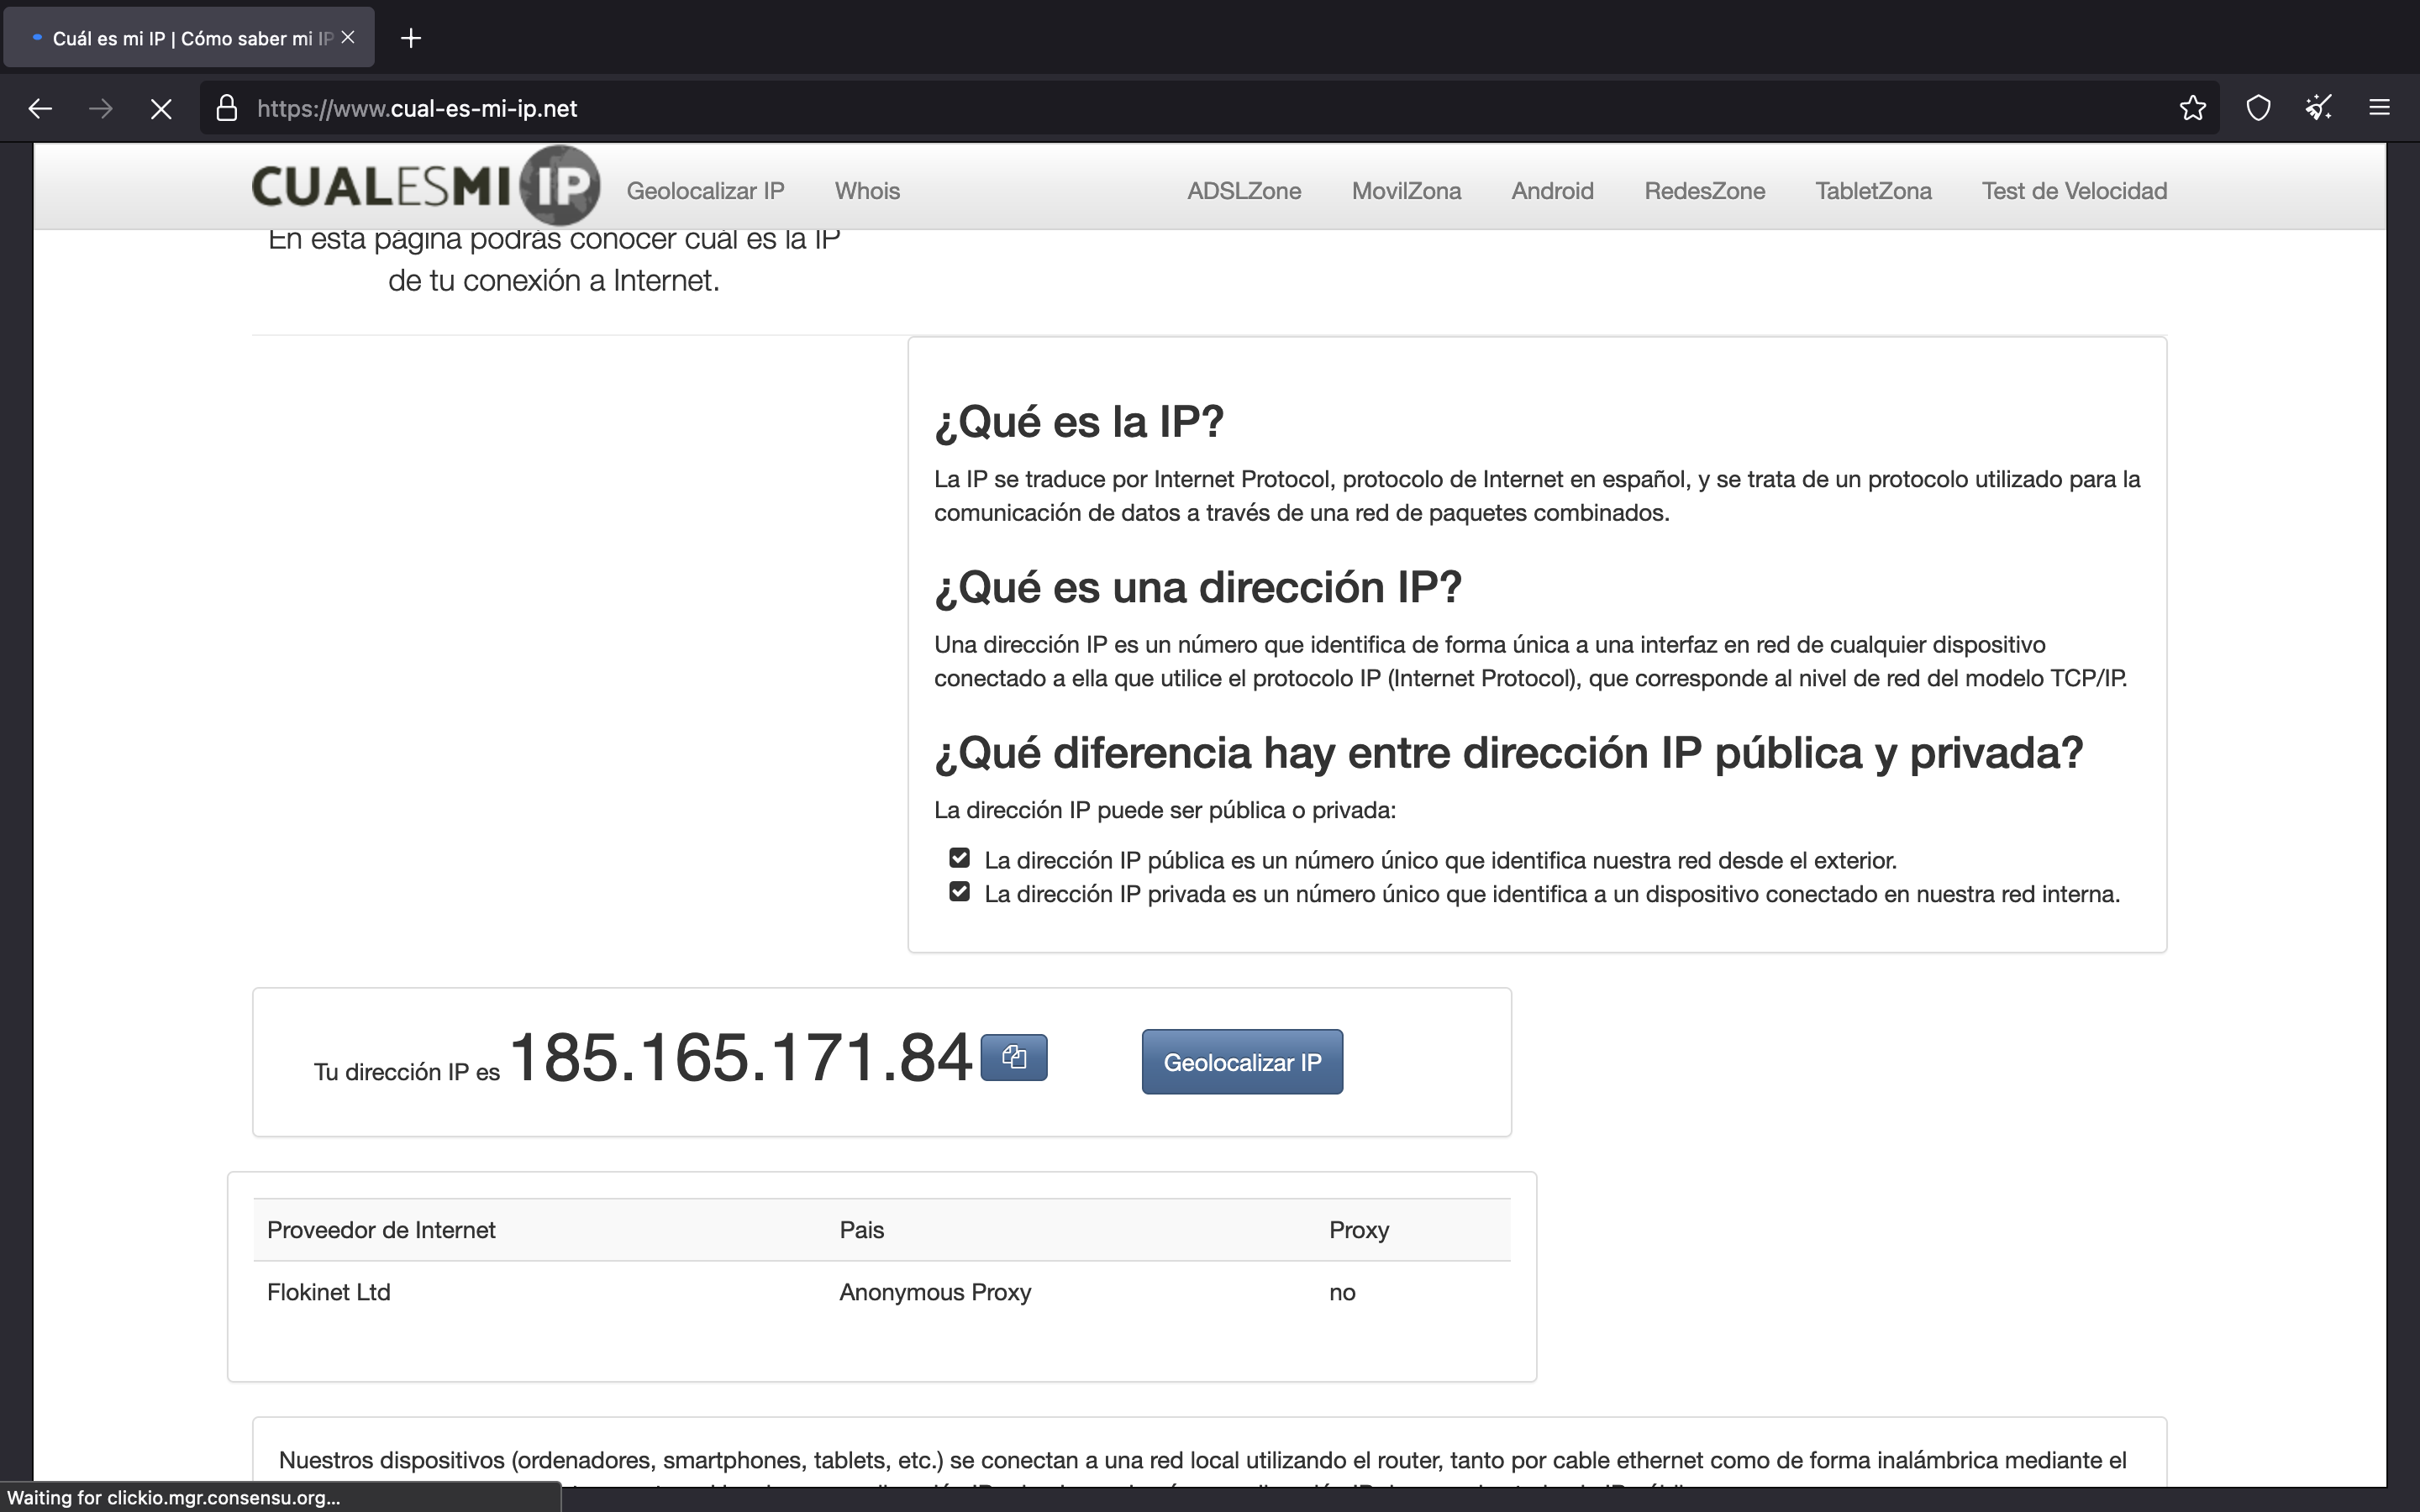 Cuál es mi IP | Cómo saber mi IP
https://www.cual-es-mi-ip.net
CUALESMI IP
Geolocalizar IP
Whois
ADSLZone
MovilZona
Android
RedesZone
TabletZona
Test de Velocidad
En esta página podrás conocer cuál es la IP
de tu conexión a Internet.
¿Qué es la IP?
La IP se traduce por Internet Protocol, protocolo de Internet en español, y se trata de un protocolo utilizado para la
comunicación de datos a través de una red de paquetes combinados.
¿Qué es una dirección IP?
Una dirección IP es un número que identifica de forma única a una interfaz en red de cualquier dispositivo
conectado a ella que utilice el protocolo IP (Internet Protocol), que corresponde al nivel de red del modelo TCP/IP.
¿Qué diferencia hay entre dirección IP pública y privada?
La dirección IP puede ser pública o privada:
La dirección IP pública es un número único que identifica nuestra red desde el exterior.
La dirección IP privada es un número único que identifica a un dispositivo conectado en nuestra red interna.
Tu dirección IP es 185.165.171.84
Geolocalizar IP
Proveedor de Internet
Pais
Proxy
Flokinet Ltd
Anonymous Proxy
no
Nuestros dispositivos (ordenadores, smartphones, tablets, etc.) se conectan a una red local utilizando el router, tanto por cable ethernet como de forma inalámbrica mediante el
Waiting for clickio.mgr.consensu.org...